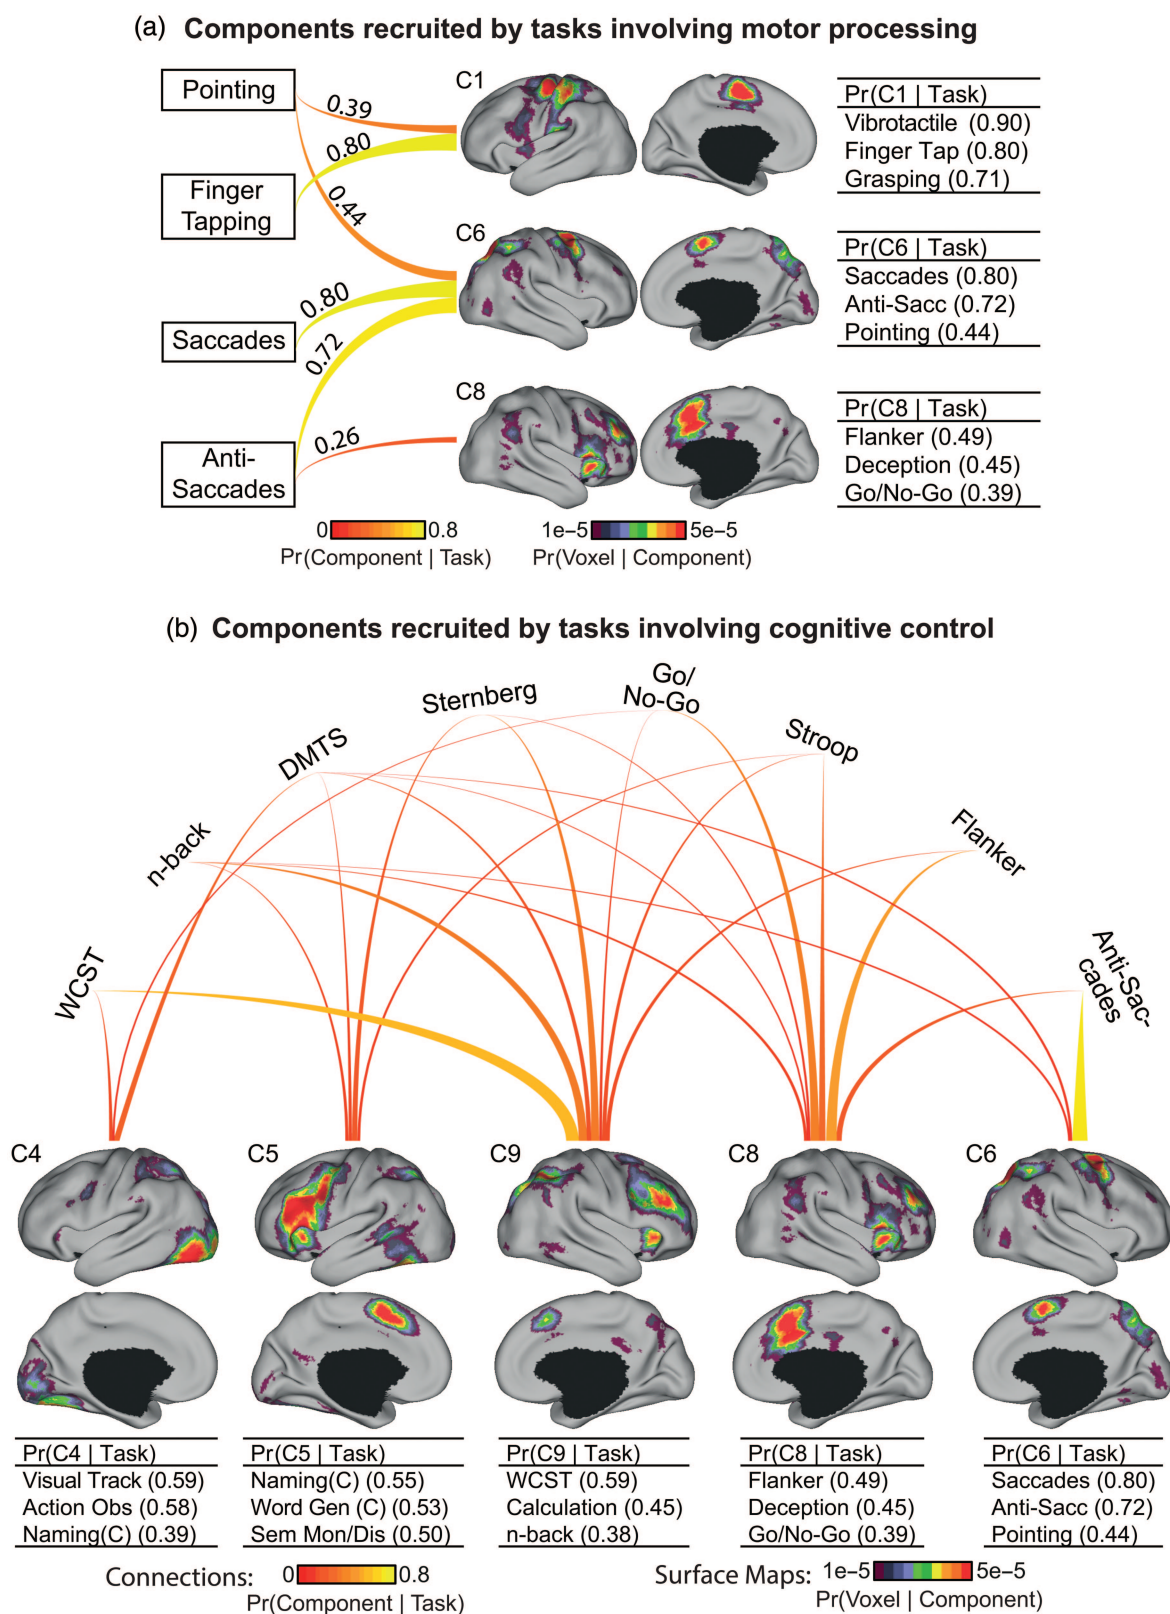 (a) Components recruited by tasks involving motor processing
Pointing
Finger
Tapping
Saccades
Anti-
Saccades
0.39
0.80
0.44
0.80
0.72
0.26
C1
Pr(C1 | Task)
Vibrotactile (0.90)
Finger Tap (0.80)
Grasping (0.71)
C6
Pr(C6 | Task)
Saccades (0.80)
Anti-Sacc (0.72)
Pointing (0.44)
C8
Pr(C8 | Task)
Flanker (0.49)
Deception (0.45)
Go/No-Go (0.39)
0 0.8
Pr(Component | Task)
1e-5 5e-5
Pr(Voxel | Component)
(b) Components recruited by tasks involving cognitive control
WCST
n-back
DMTS
Sternberg
Go/
No-Go
Stroop
Flanker
Anti-Sac-
cades
C4
C5
C9
C8
C6
Pr(C4 | Task)
Visual Track (0.59)
Action Obs (0.58)
Naming(C) (0.39)
Pr(C5 | Task)
Naming(C) (0.55)
Word Gen (C) (0.53)
Sem Mon/Dis (0.50)
Pr(C9 | Task)
WCST (0.59)
Calculation (0.45)
n-back (0.38)
Pr(C8 | Task)
Flanker (0.49)
Deception (0.45)
Go/No-Go (0.39)
Pr(C6 | Task)
Saccades (0.80)
Anti-Sacc (0.72)
Pointing (0.44)
Connections: 0 0.8
Pr(Component | Task)
Surface Maps: 1e-5 5e-5
Pr(Voxel | Component)